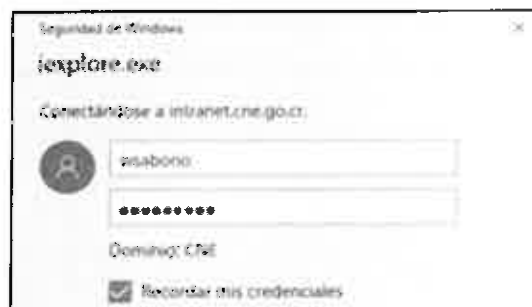 Seguridad de Windows
iexplore.exe
Conectándose a intranet.cne.go.cr.
●●●●●●●●●
Dominio: CNE
Recordar mis credenciales